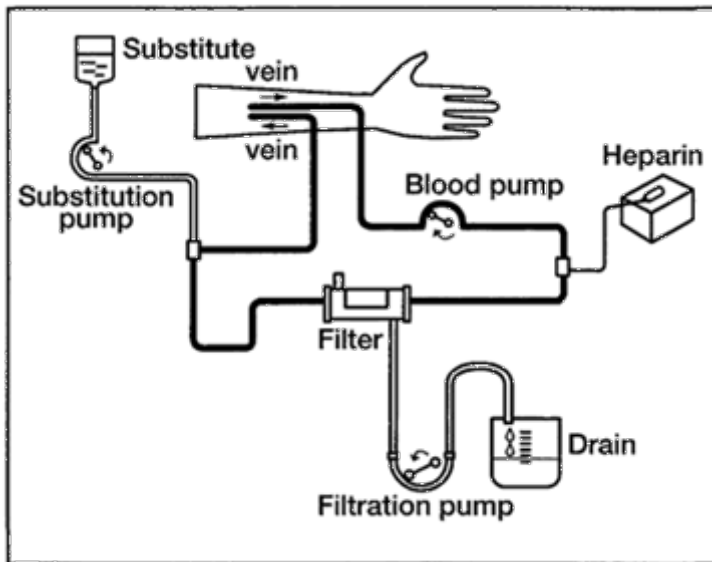 Substitute
vein
vein
Substitution
pump
Blood pump
Heparin
Filter
Drain
Filtration pump